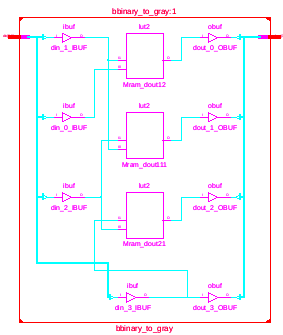 bbinary_to_gray:1
ibuf lut2 obuf
din_1_IBUF dout_0_OBUF
Mram_dout12
ibuf lut2 obuf
din_0_IBUF dout_1_OBUF
Mram_dout111
ibuf lut2 obuf
din_2_IBUF dout_2_OBUF
Mram_dout21
ibuf obuf
din_3_IBUF dout_3_OBUF
bbinary_to_gray